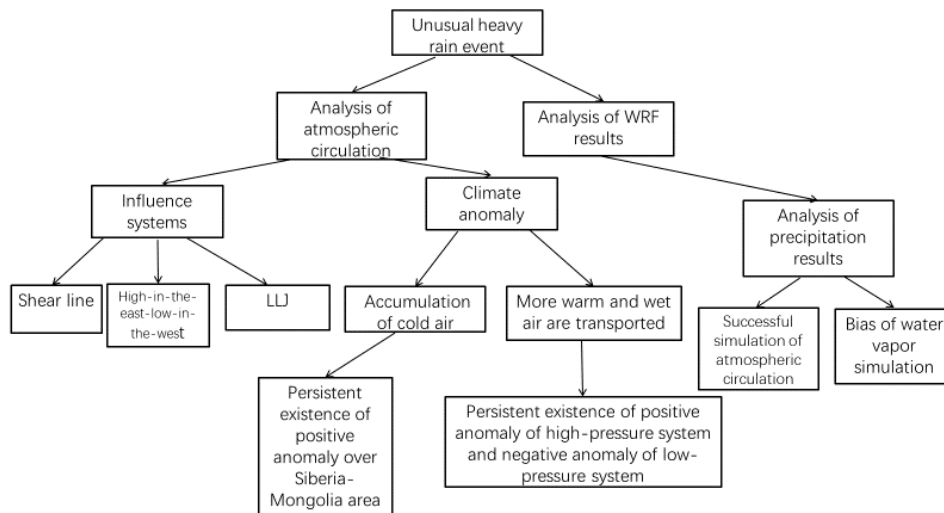 Unusual heavy
rain event
Analysis of
atmospheric
circulation
Analysis of WRF
results
Influence
systems
Climate
anomaly
Analysis of
precipitation
results
Shear line
High-in-the-
east-low-in-
the-west
LLJ
Accumulation
of cold air
More warm and wet
air are transported
Successful
simulation of
atmospheric
circulation
Bias of water
vapor
simulation
Persistent
existence of
positive
anomaly over
Siberia-
Mongolia area
Persistent existence of positive
anomaly of high-pressure system
and negative anomaly of low-
pressure system